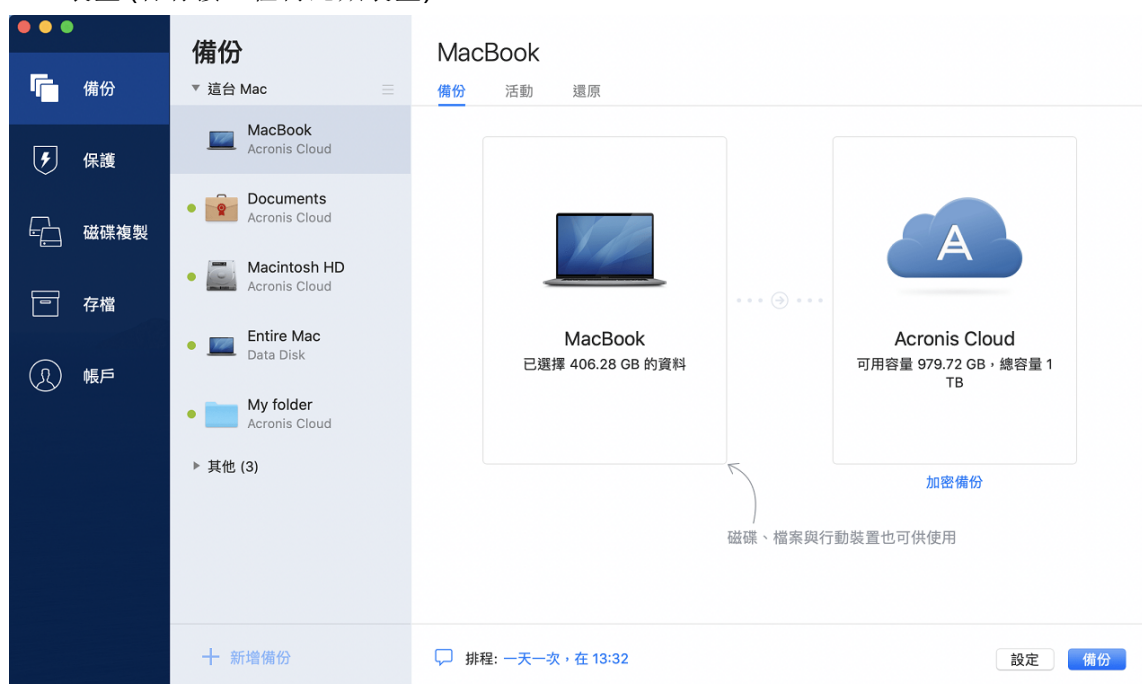 備份
保護
磁碟複製
存檔
帳戶
備份
這台 Mac
MacBook
Acronis Cloud
Documents
Acronis Cloud
Macintosh HD
Acronis Cloud
Entire Mac
Data Disk
My folder
Acronis Cloud
其他 (3)
新增備份
MacBook
備份 活動 還原
MacBook
已選擇 406.28 GB 的資料
A
Acronis Cloud
可用容量 979.72 GB，總容量 1
TB
加密備份
磁碟、檔案與行動裝置也可供使用
排程: 一天一次，在 13:32
設定
備份